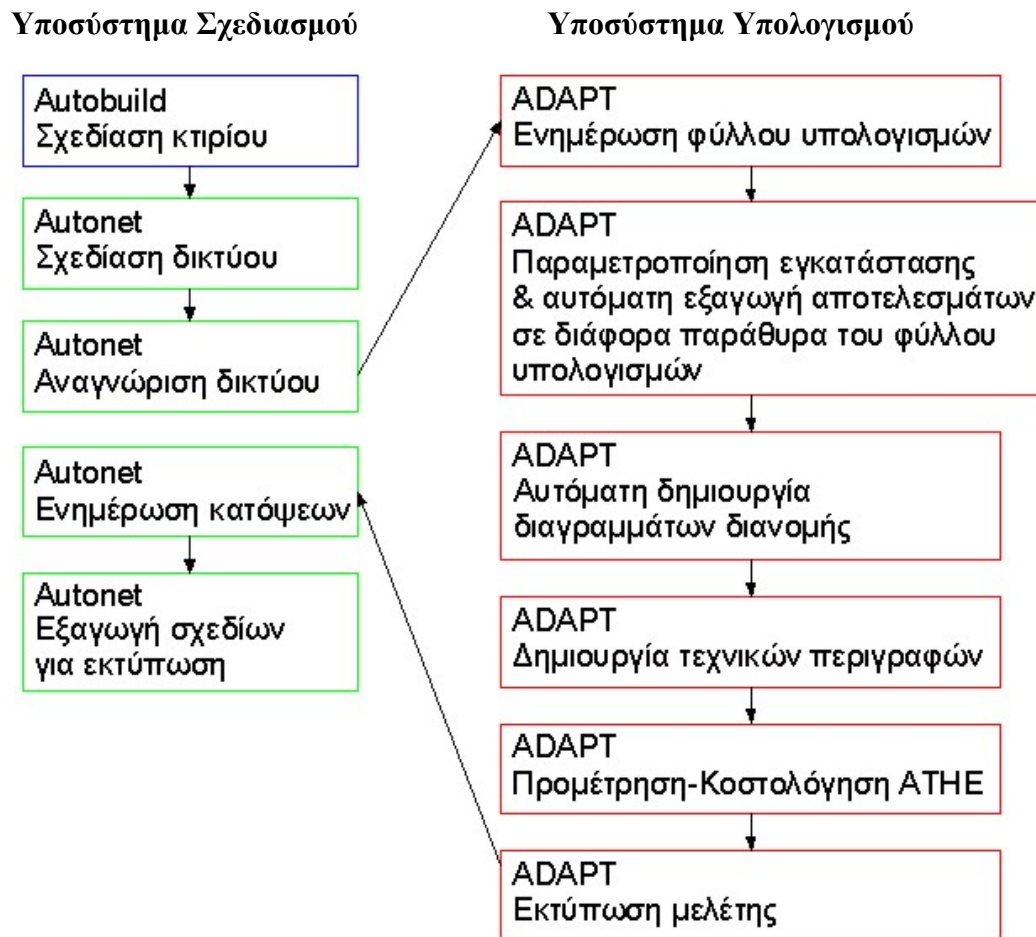 Υποσύστημα Σχεδιασμού
Υποσύστημα Υπολογισμού
Autobuild
Σχεδίαση κτιρίου
Autonet
Σχεδίαση δικτύου
Autonet
Αναγνώριση δικτύου
Autonet
Ενημέρωση κατόψεων
Autonet
Εξαγωγή σχεδίων
για εκτύπωση
ADAPT
Ενημέρωση φύλλου υπολογισμών
ADAPT
Παραμετροποίηση εγκατάστασης
& αυτόματη εξαγωγή αποτελεσμάτων
σε διάφορα παράθυρα του φύλλου
υπολογισμών
ADAPT
Αυτόματη δημιουργία
διαγραμμάτων διανομής
ADAPT
Δημιουργία τεχνικών περιγραφών
ADAPT
Προμέτρηση-Κοστολόγηση ΑΤΗΕ
ADAPT
Εκτύπωση μελέτης